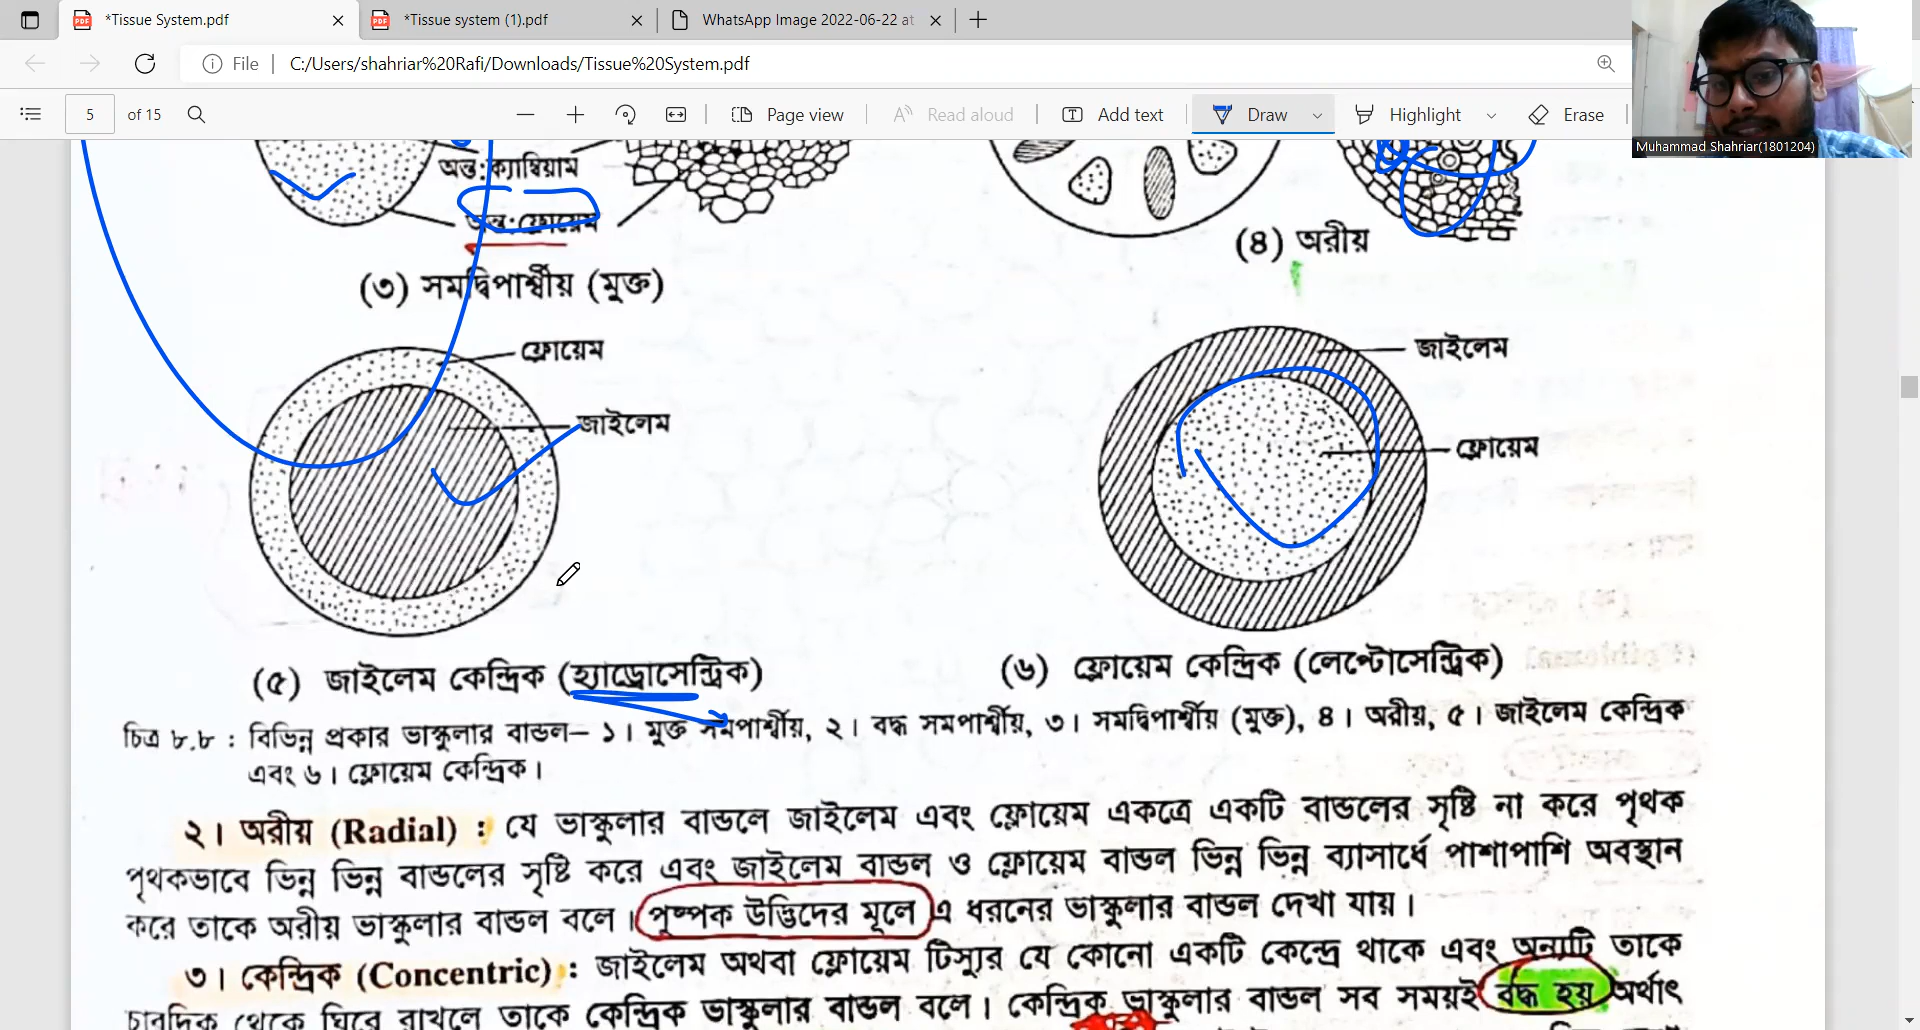 *Tissue System.pdf
*Tissue system (1).pdf
WhatsApp Image 2022-06-22 at
File
C:/Users/shahriar%20Rafi/Downloads/Tissue%20System.pdf
5 of 15
Page view
Read aloud
Add text
Draw
Highlight
Erase
Muhammad Shahriar(1801204)
অন্ত:ক্যাম্বিয়াম
অন্ত:ফ্লোয়েম
(৩) সমদ্বিপার্শ্বীয় (মুক্ত)
(৪) অরীয়
ফ্লোয়েম
জাইলেম
জাইলেম
ফ্লোয়েম
(৫) জাইলেম কেন্দ্রিক (হ্যাড্রোসেন্ট্রিক)
(৬) ফ্লোয়েম কেন্দ্রিক (লেপ্টোসেন্ট্রিক)
চিত্র ৮.৮ : বিভিন্ন প্রকার ভাস্কুলার বান্ডল– ১। মুক্ত সমপার্শ্বীয়, ২। বদ্ধ সমপার্শ্বীয়, ৩। সমদ্বিপার্শ্বীয় (মুক্ত), ৪। অরীয়, ৫। জাইলেম কেন্দ্রিক
এবং ৬। ফ্লোয়েম কেন্দ্রিক।
২। অরীয় (Radial) : যে ভাস্কুলার বান্ডলে জাইলেম এবং ফ্লোয়েম একত্রে একটি বান্ডলের সৃষ্টি না করে পৃথক
পৃথকভাবে ভিন্ন ভিন্ন বান্ডলের সৃষ্টি করে এবং জাইলেম বান্ডল ও ফ্লোয়েম বান্ডল ভিন্ন ভিন্ন ব্যাসার্ধে পাশাপাশি অবস্থান
করে তাকে অরীয় ভাস্কুলার বান্ডল বলে। পুষ্পক উদ্ভিদের মূলে এ ধরনের ভাস্কুলার বান্ডল দেখা যায়।
৩। কেন্দ্রিক (Concentric) : জাইলেম অথবা ফ্লোয়েম টিস্যুর যে কোনো একটি কেন্দ্রে থাকে এবং অন্যটি তাকে
চারদিক থেকে ঘিরে রাখলে তাকে কেন্দ্রিক ভাস্কুলার বান্ডল বলে। কেন্দ্রিক ভাস্কুলার বান্ডল সব সময়ই বদ্ধ হয় অর্থাৎ